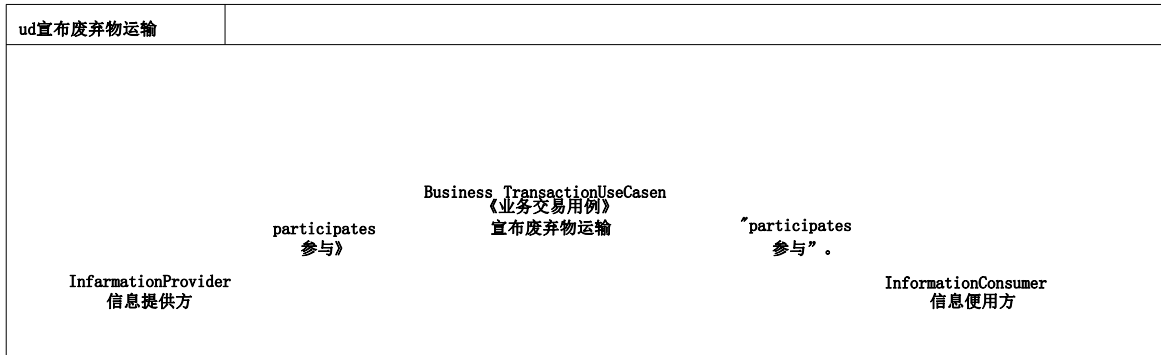 ud宣布废弃物运输
Business TransactionUseCasen
《业务交易用例》
宣布废弃物运输
participates
参与》
"participates
参与”。
InfarmationProvider
信息提供方
InformationConsumer
信息便用方